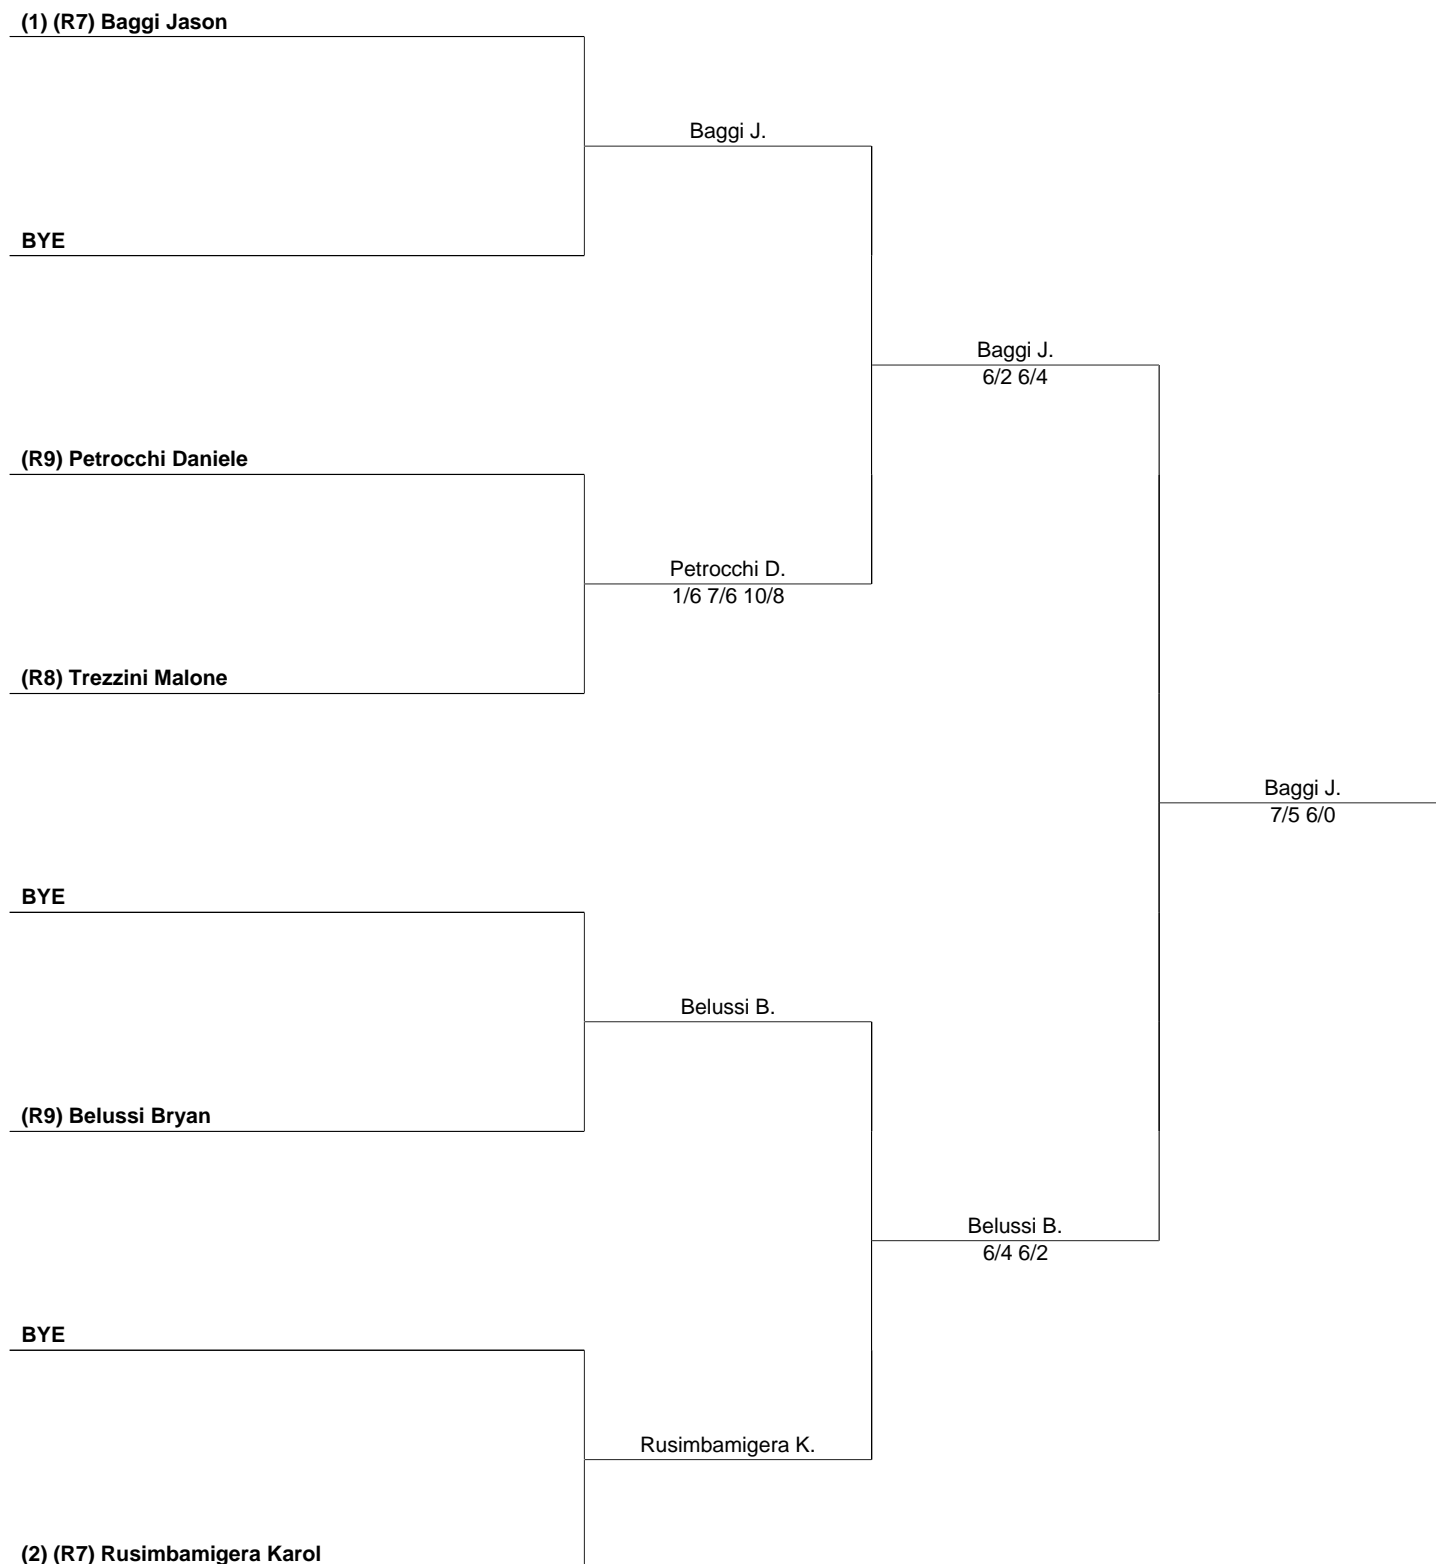 (1) (R7) Baggi Jason
Baggi J.
BYE
Baggi J.
6/2 6/4
(R9) Petrocchi Daniele
Petrocchi D.
1/6 7/6 10/8
(R8) Trezzini Malone
Baggi J.
7/5 6/0
BYE
Belussi B.
(R9) Belussi Bryan
Belussi B.
6/4 6/2
BYE
Rusimbamigera K.
(2) (R7) Rusimbamigera Karol